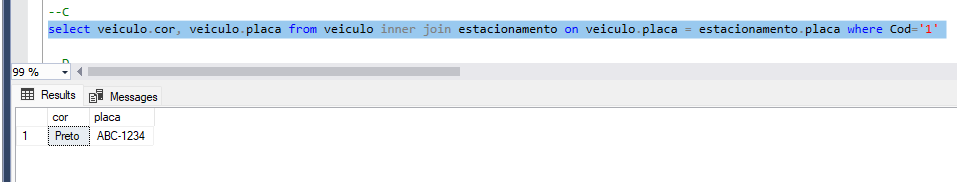 --C
select veiculo.cor, veiculo.placa from veiculo inner join estacionamento on veiculo.placa = estacionamento.placa where Cod='1'
99 %
Results Messages
cor placa
1 Preto ABC-1234